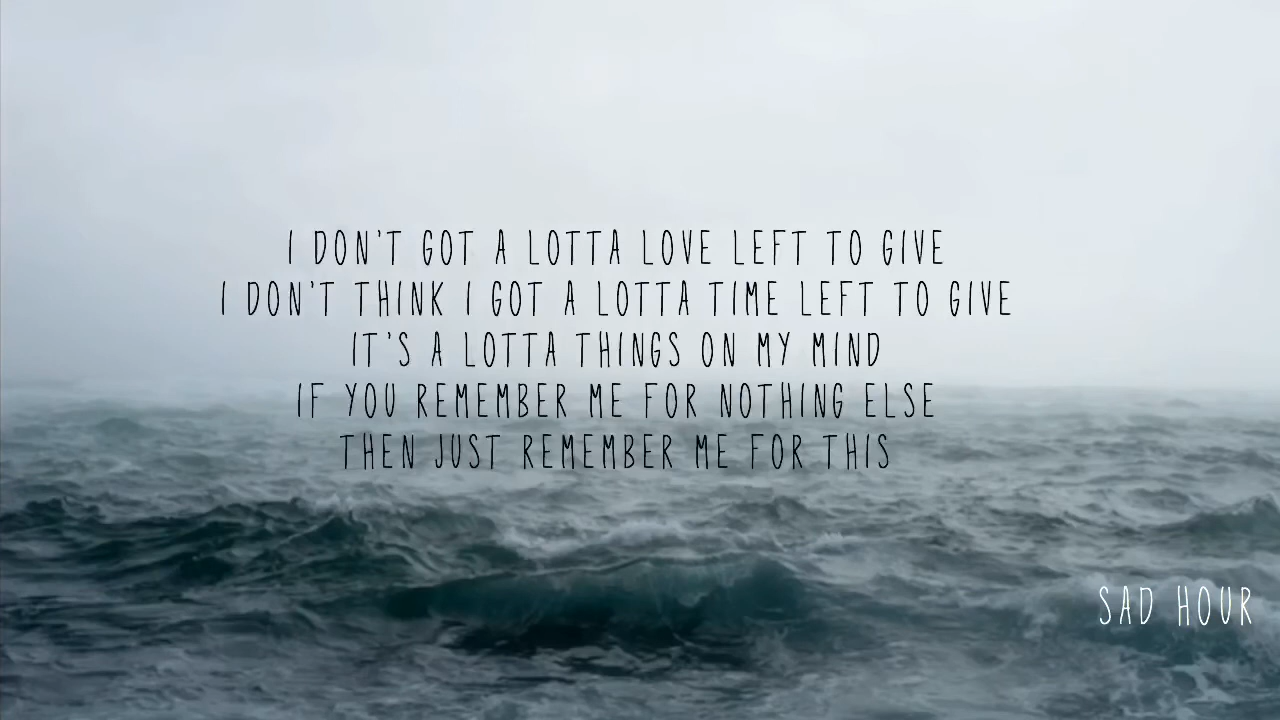 I DON'T GOT A LOTTA LOVE LEFT TO GIVE
I DON'T THINK I GOT A LOTTA TIME LEFT TO GIVE
IT'S A LOTTA THINGS ON MY MIND
IF YOU REMEMBER ME FOR NOTHING ELSE
THEN JUST REMEMBER ME FOR THIS
SAD HOUR